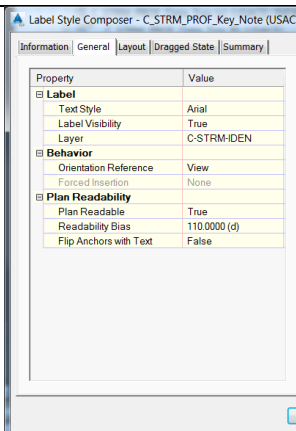 Label Style Composer - C_STRM_PROF_Key_Note (USAC
Information General Layout Dragged State Summary
Property Value
Label
Text Style Arial
Label Visibility True
Layer C-STRM-IDEN
Behavior
Orientation Reference View
Forced Insertion None
Plan Readability
Plan Readable True
Readability Bias 110.0000 (d)
Flip Anchors with Text False